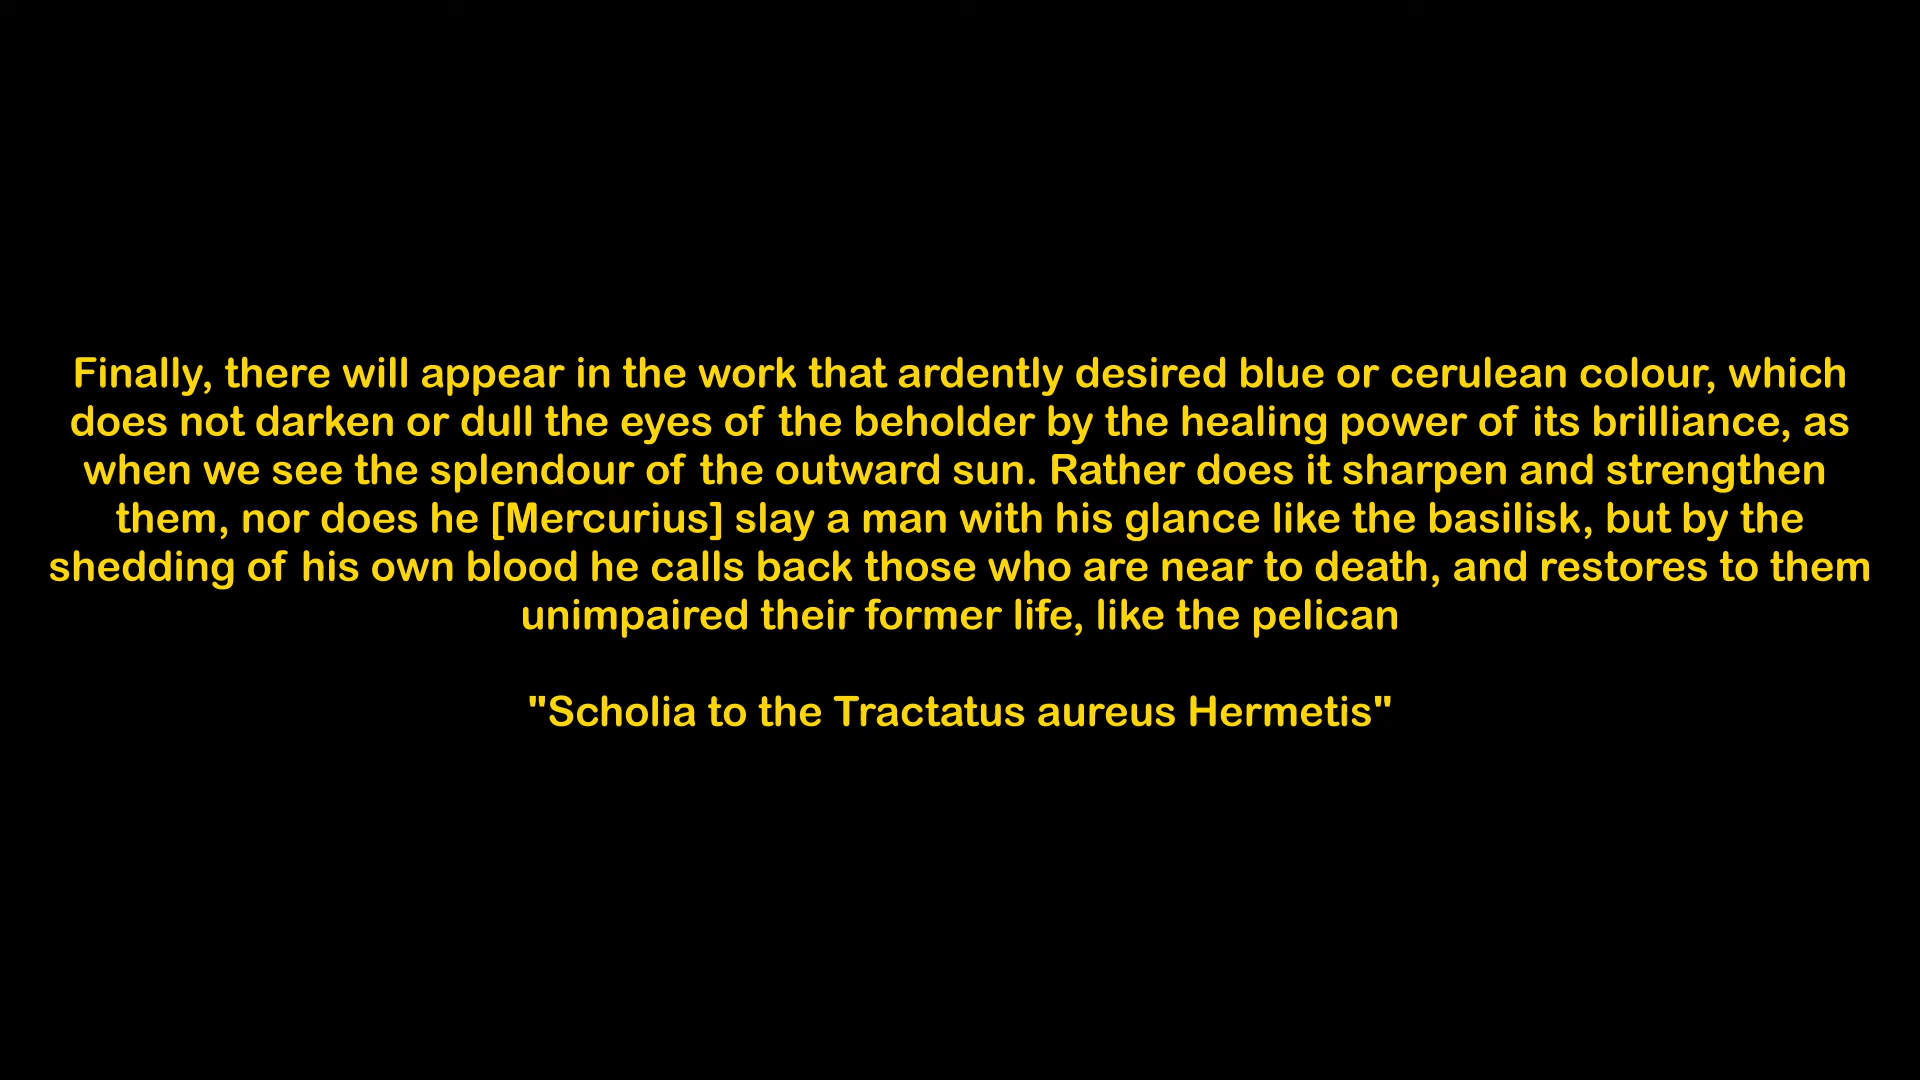 Finally, there will appear in the work that ardently desired blue or cerulean colour, which
does not darken or dull the eyes of the beholder by the healing power of its brilliance, as
when we see the splendour of the outward sun. Rather does it sharpen and strengthen
them, nor does he [Mercurius] slay a man with his glance like the basilisk, but by the
shedding of his own blood he calls back those who are near to death, and restores to them
unimpaired their former life, like the pelican
"Scholia to the Tractatus aureus Hermetis"